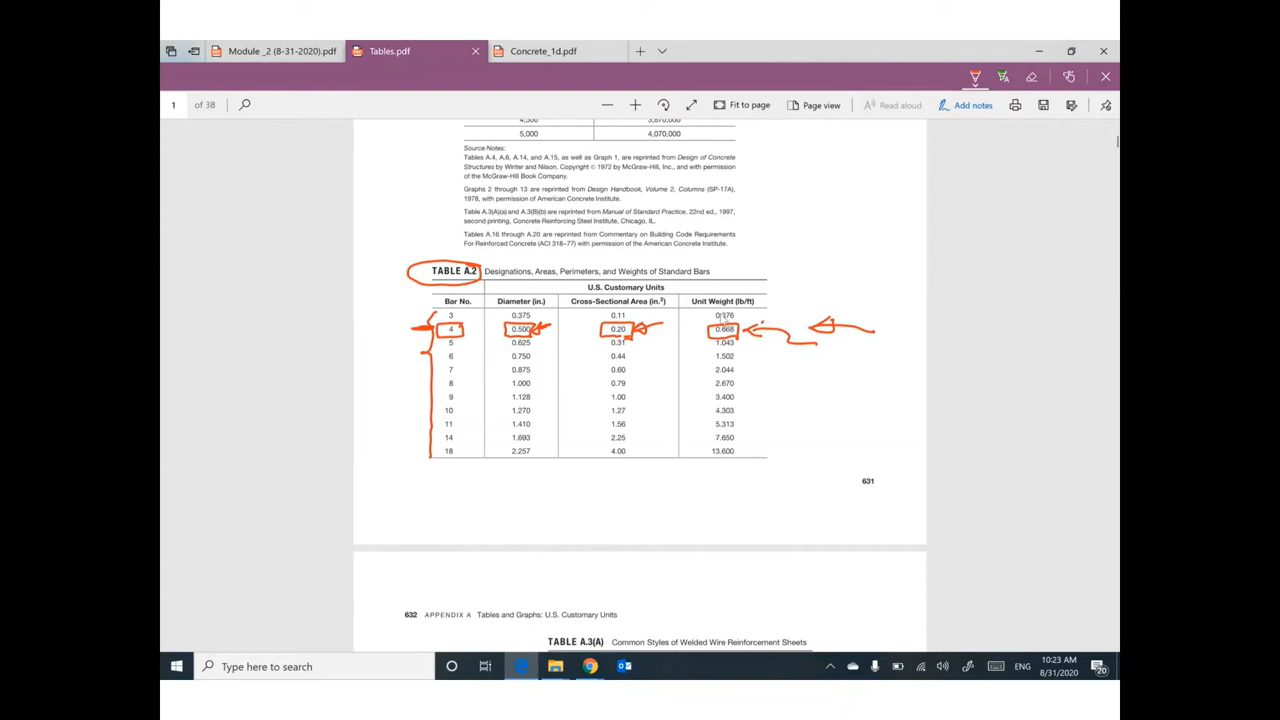 Module _2 (8-31-2020).pdf Tables.pdf Concrete_1d.pdf
1 of 38 Fit to page Page view Read aloud Add notes
4,500 3,870,000
5,000 4,070,000
Source Notes:
Tables A.4, A.6, A.14, and A.15, as well as Graph 1, are reprinted from Design of Concrete
Structures by Winter and Nilson. Copyright © 1972 by McGraw-Hill, Inc., and with permission
of the McGraw-Hill Book Company.
Graphs 2 through 13 are reprinted from Design Handbook, Volume 2, Columns (SP-17A),
1978, with permission of American Concrete Institute.
Table A.3(A)(a) and A.3(B)(b) are reprinted from Manual of Standard Practice, 22nd ed., 1997,
second printing, Concrete Reinforcing Steel Institute, Chicago, IL.
Tables A.16 through A.20 are reprinted from Commentary on Building Code Requirements
For Reinforced Concrete (ACI 318–77) with permission of the American Concrete Institute.
TABLE A.2 Designations, Areas, Perimeters, and Weights of Standard Bars
U.S. Customary Units
Bar No. Diameter (in.) Cross-Sectional Area (in.²) Unit Weight (lb/ft)
3 0.375 0.11 0.376
4 0.500 0.20 0.668
5 0.625 0.31 1.043
6 0.750 0.44 1.502
7 0.875 0.60 2.044
8 1.000 0.79 2.670
9 1.128 1.00 3.400
10 1.270 1.27 4.303
11 1.410 1.56 5.313
14 1.693 2.25 7.650
18 2.257 4.00 13.600
631
632 APPENDIX A Tables and Graphs: U.S. Customary Units
TABLE A.3(A) Common Styles of Welded Wire Reinforcement Sheets
Type here to search
ENG
10:23 AM
8/31/2020
20